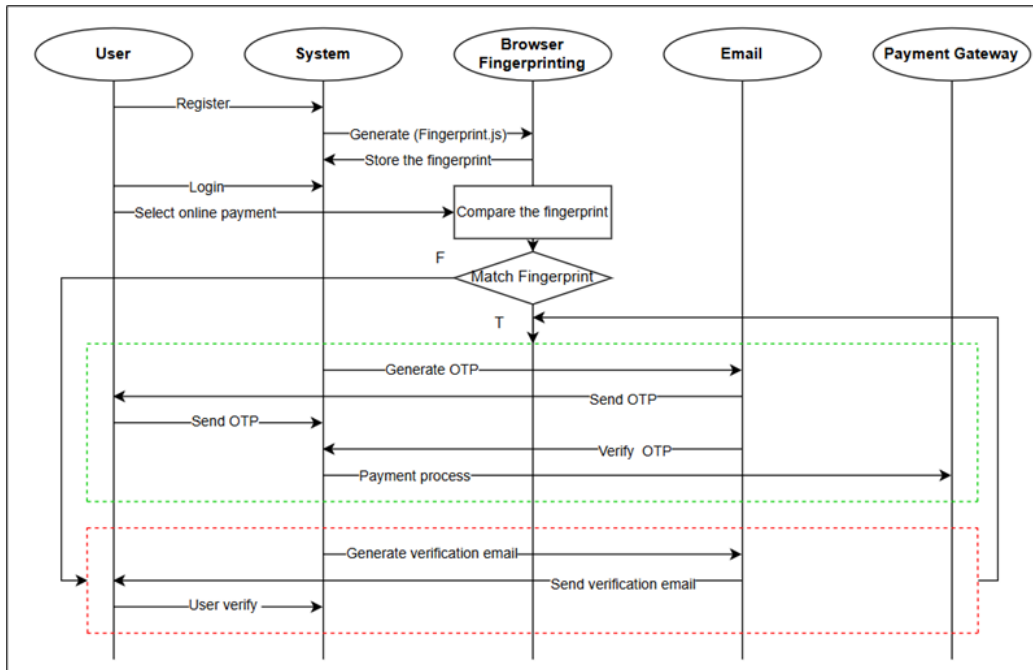 User
System
Browser
Fingerprinting
Email
Payment Gateway
Register
Generate (Fingerprint.js)
Store the fingerprint
Login
Select online payment
Compare the fingerprint
F
Match Fingerprint
T
Generate OTP
Send OTP
Send OTP
Verify OTP
Payment process
Generate verification email
Send verification email
User verify